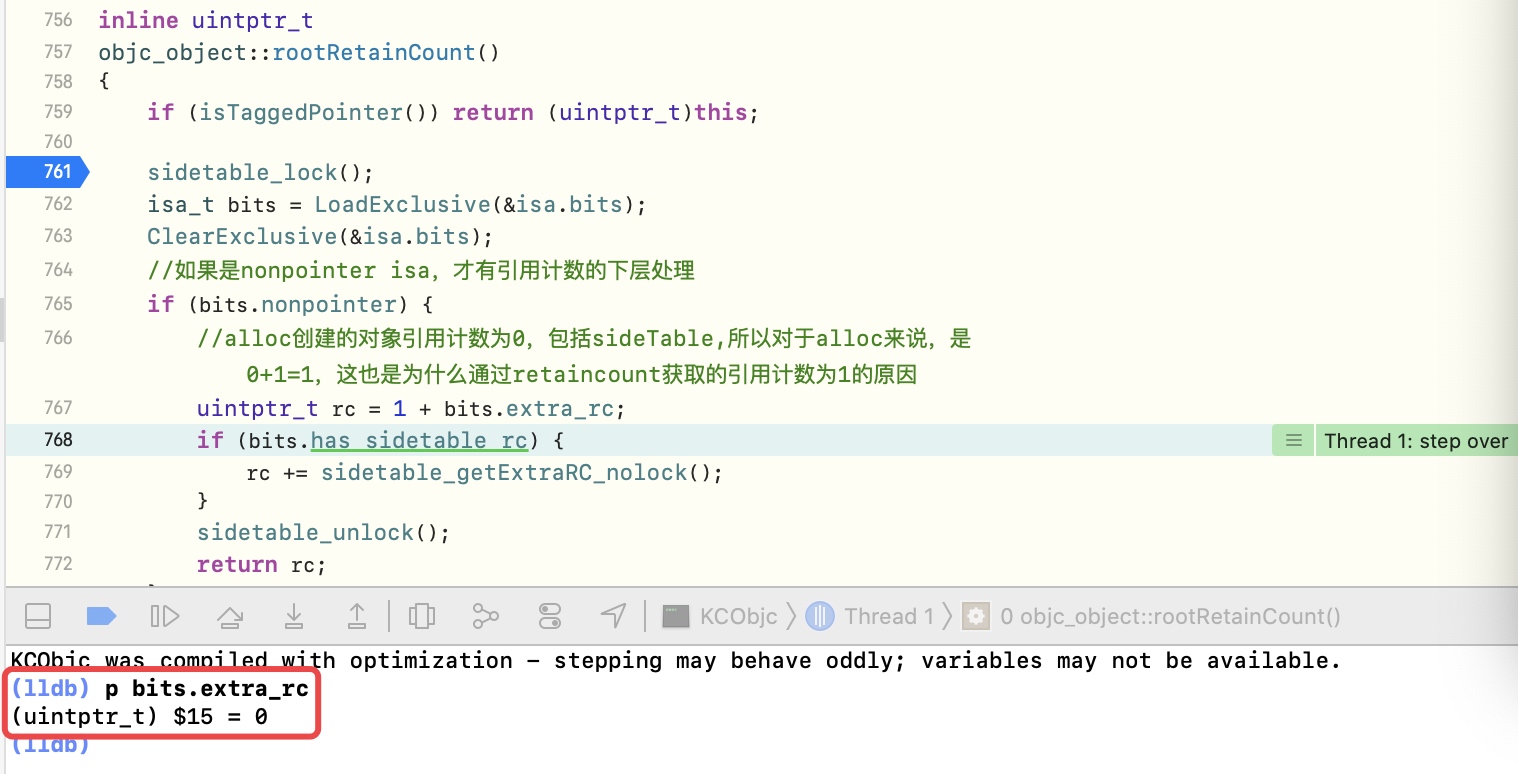 756 inline uintptr_t
757 objc_object::rootRetainCount()
758 {
759 if (isTaggedPointer()) return (uintptr_t)this;
760
761 sidetable_lock();
762 isa_t bits = LoadExclusive(&isa.bits);
763 ClearExclusive(&isa.bits);
764 //如果是nonpointer isa，才有引用计数的下层处理
765 if (bits.nonpointer) {
766 //alloc创建的对象引用计数为0，包括sideTable,所以对于alloc来说，是
0+1=1，这也是为什么通过retaincount获取的引用计数为1的原因
767 uintptr_t rc = 1 + bits.extra_rc;
768 if (bits.has_sidetable_rc) { Thread 1: step over
769 rc += sidetable_getExtraRC_nolock();
770 }
771 sidetable_unlock();
772 return rc;
KCObjc 〉 Thread 1 〉 0 objc_object::rootRetainCount()
KCObjc was compiled with optimization - stepping may behave oddly; variables may not be available.
(lldb) p bits.extra_rc
(uintptr_t) $15 = 0
(lldb)